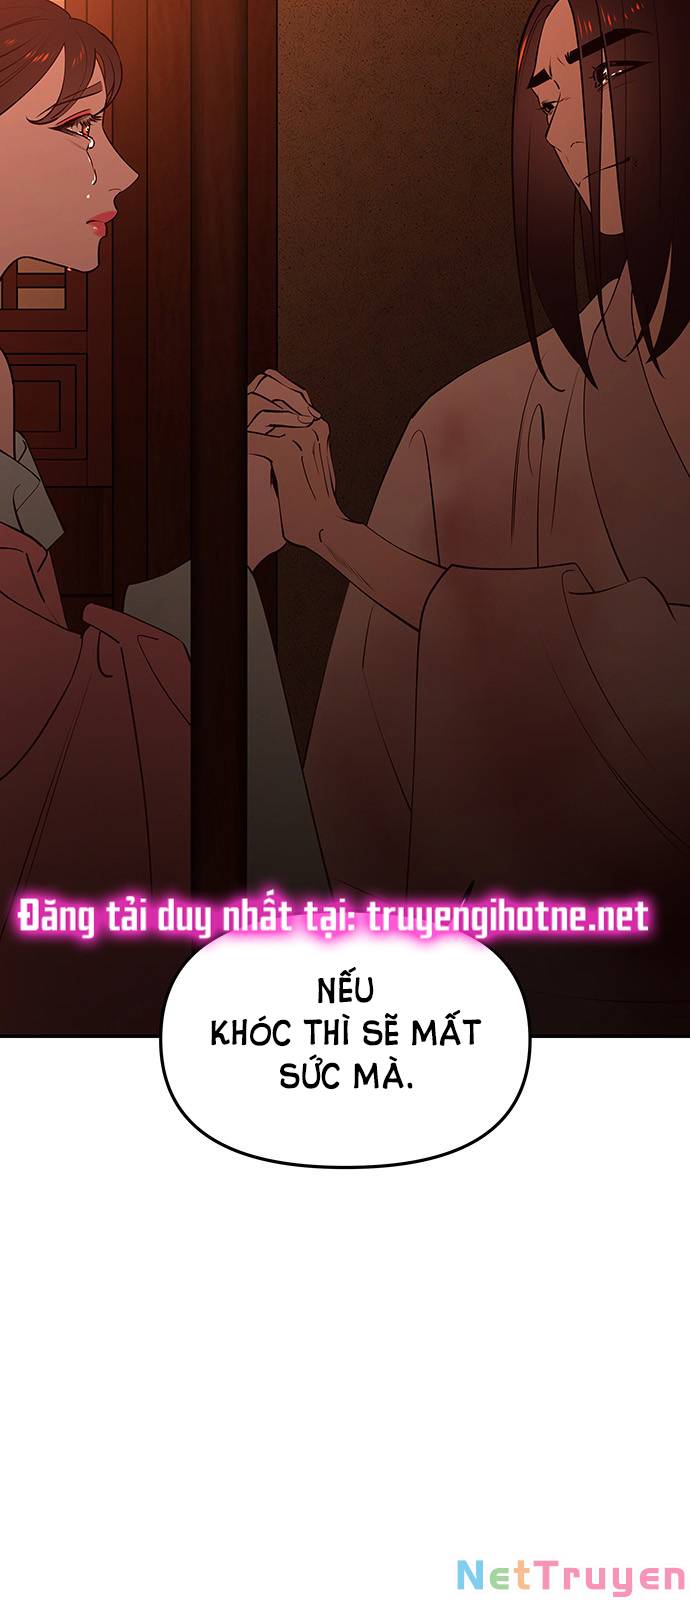 Đăng tải duy nhất tại: truyengihotne.net
NẾU
KHÓC THÌ SẼ MẤT
SỨC MÀ.
NetTruyen